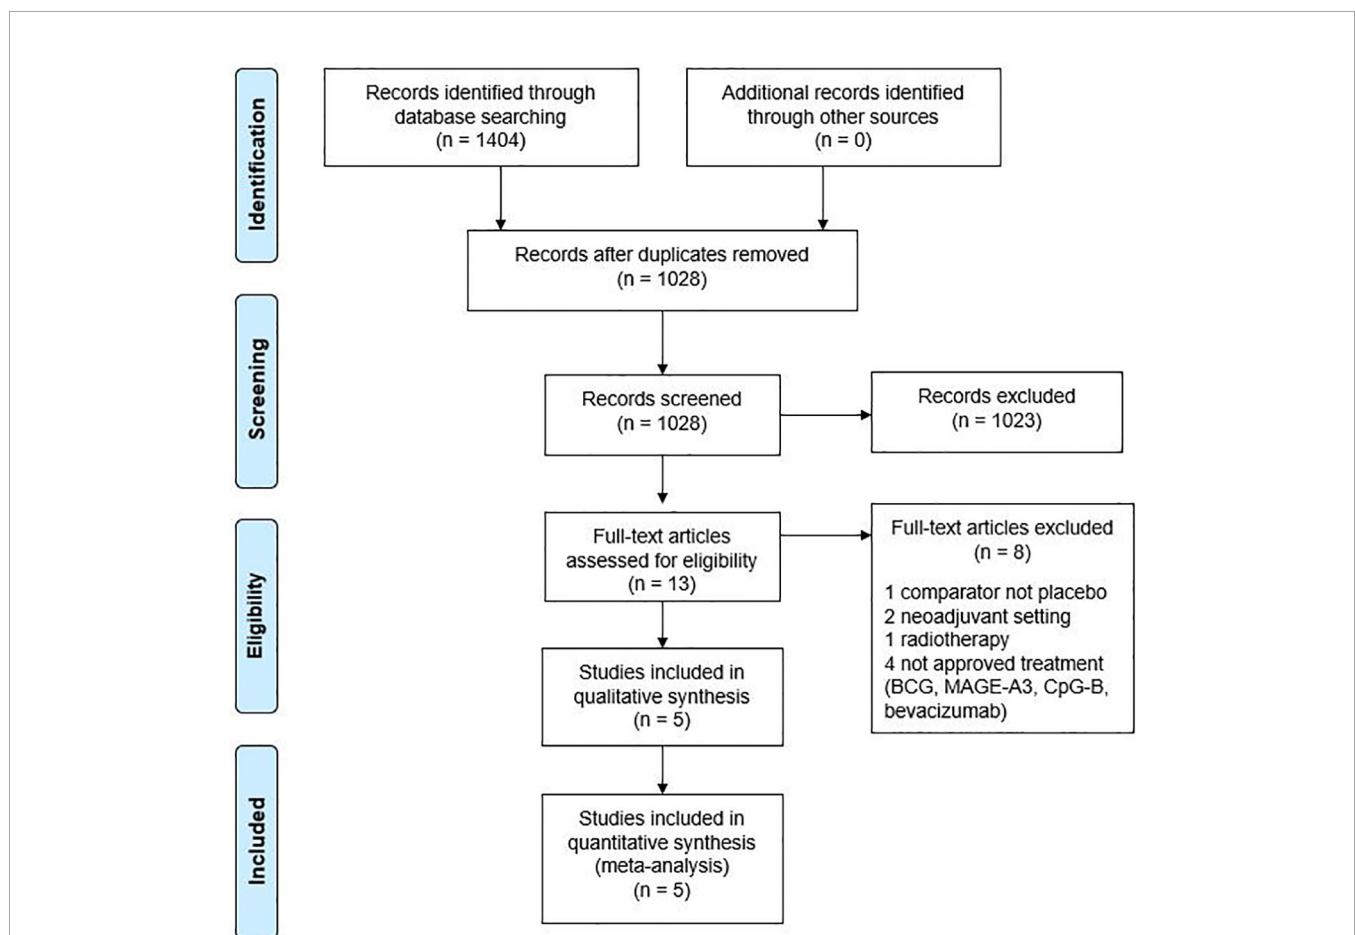 Identification
Records identified through
database searching
(n = 1404)
Additional records identified
through other sources
(n = 0)
Records after duplicates removed
(n = 1028)
Screening
Records screened
(n = 1028)
Records excluded
(n = 1023)
Eligibility
Full-text articles
assessed for eligibility
(n = 13)
Full-text articles excluded
(n = 8)
1 comparator not placebo
2 neoadjuvant setting
1 radiotherapy
4 not approved treatment
(BCG, MAGE-A3, CpG-B,
bevacizumab)
Studies included in
qualitative synthesis
(n = 5)
Included
Studies included in
quantitative synthesis
(meta-analysis)
(n = 5)